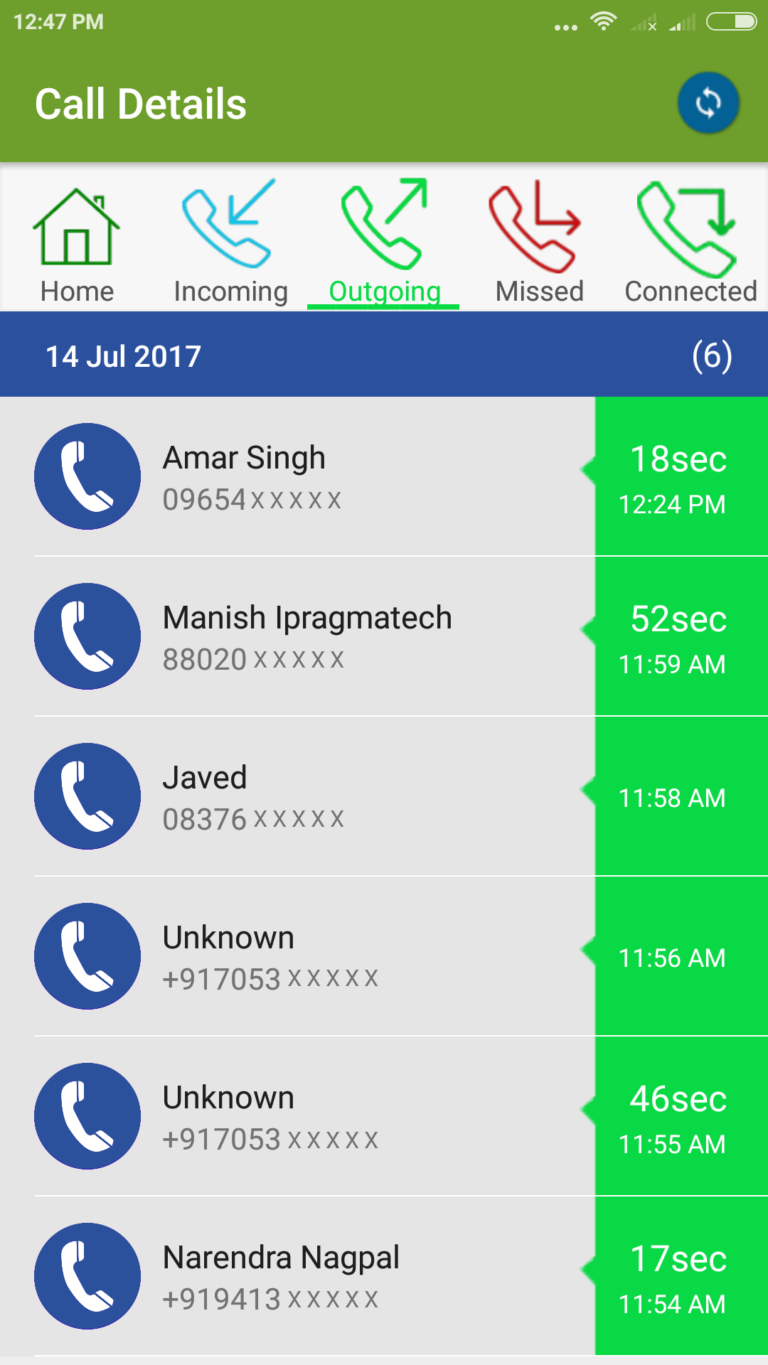 12:47 PM
Call Details
Home Incoming Outgoing Missed Connected
14 Jul 2017 (6)
Amar Singh 18sec
09654xxxxx 12:24 PM
Manish Ipragmatech 52sec
88020xxxxx 11:59 AM
Javed
08376xxxxx 11:58 AM
Unknown
+917053xxxxx 11:56 AM
Unknown 46sec
+917053xxxxx 11:55 AM
Narendra Nagpal 17sec
+919413xxxxx 11:54 AM